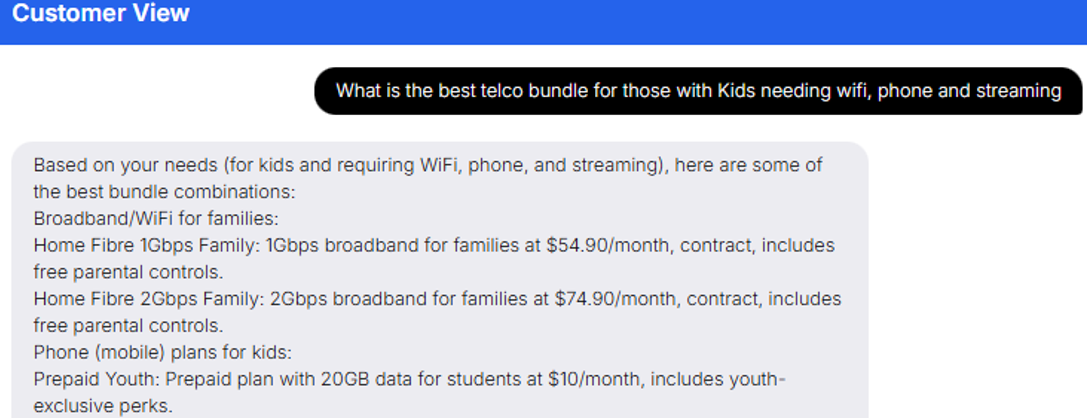 Customer View
What is the best telco bundle for those with Kids needing wifi, phone and streaming
Based on your needs (for kids and requiring WiFi, phone, and streaming), here are some of
the best bundle combinations:
Broadband/WiFi for families:
Home Fibre 1Gbps Family: 1Gbps broadband for families at $54.90/month, contract, includes
free parental controls.
Home Fibre 2Gbps Family: 2Gbps broadband for families at $74.90/month, contract, includes
free parental controls.
Phone (mobile) plans for kids:
Prepaid Youth: Prepaid plan with 20GB data for students at $10/month, includes youth-
exclusive perks.